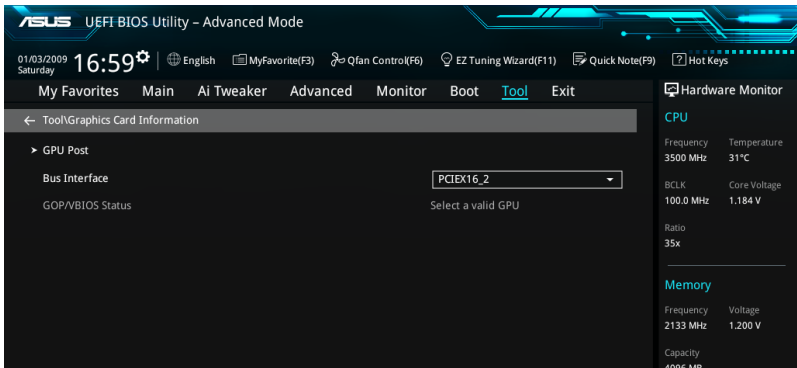 ASUS UEFI BIOS Utility – Advanced Mode
01/03/2009 Saturday 16:59 English MyFavorite(F3) Qfan Control(F6) EZ Tuning Wizard(F11) Quick Note(F9) ? Hot Keys
My Favorites Main Ai Tweaker Advanced Monitor Boot Tool Exit
← Tool\Graphics Card Information
> GPU Post
Bus Interface PCIEX16_2
GOP/VBIOS Status Select a valid GPU
Hardware Monitor
CPU
Frequency Temperature
3500 MHz 31°C
BCLK Core Voltage
100.0 MHz 1.184 V
Ratio
35x
Memory
Frequency Voltage
2133 MHz 1.200 V
Capacity
4096 MB